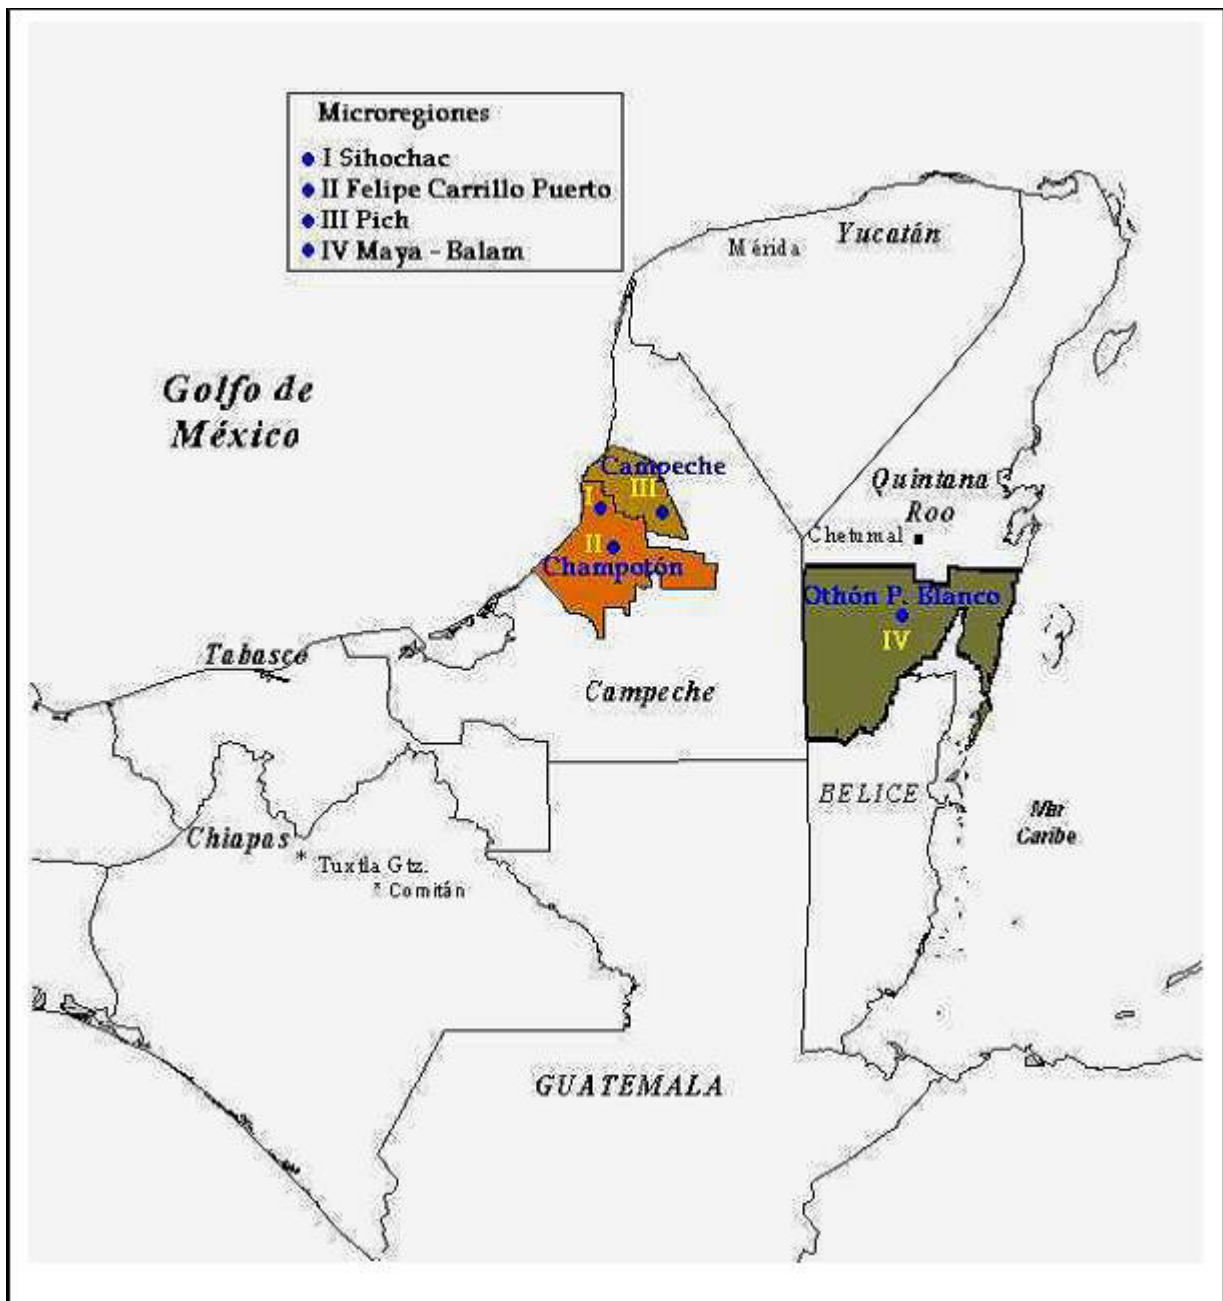 Microregiones
I Sihochac
II Felipe Carrillo Puerto
III Pich
IV Maya - Balam
Mérida
Yucatán
Golfo de
México
Campeche
III
I
II
Champotón
Quintana
Roo
Chetumal
Othón P. Blanco
IV
Tabasco
Campeche
BELICE
Mar
Caribe
Chiapas
* Tuxtla Gtz.
* Comitán
GUATEMALA